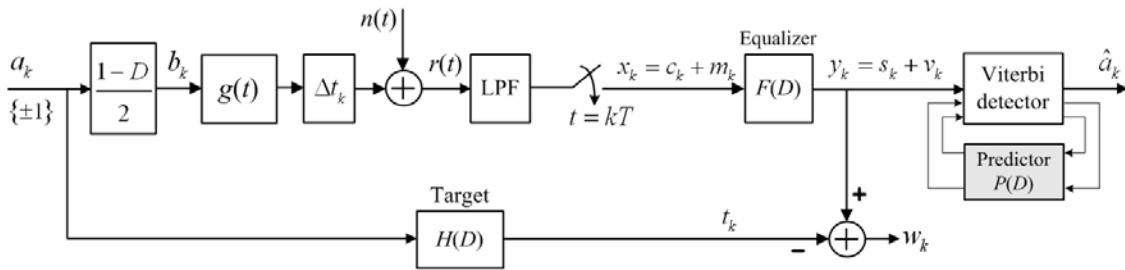 n(t)
Equalizer
a_k
{±1}
1 − D
2
b_k
g(t)
Δt_k
r(t)
LPF
t = kT
x_k = c_k + m_k
F(D)
y_k = s_k + v_k
Viterbi
detector
â_k
Predictor
P(D)
Target
H(D)
t_k
+
−
w_k